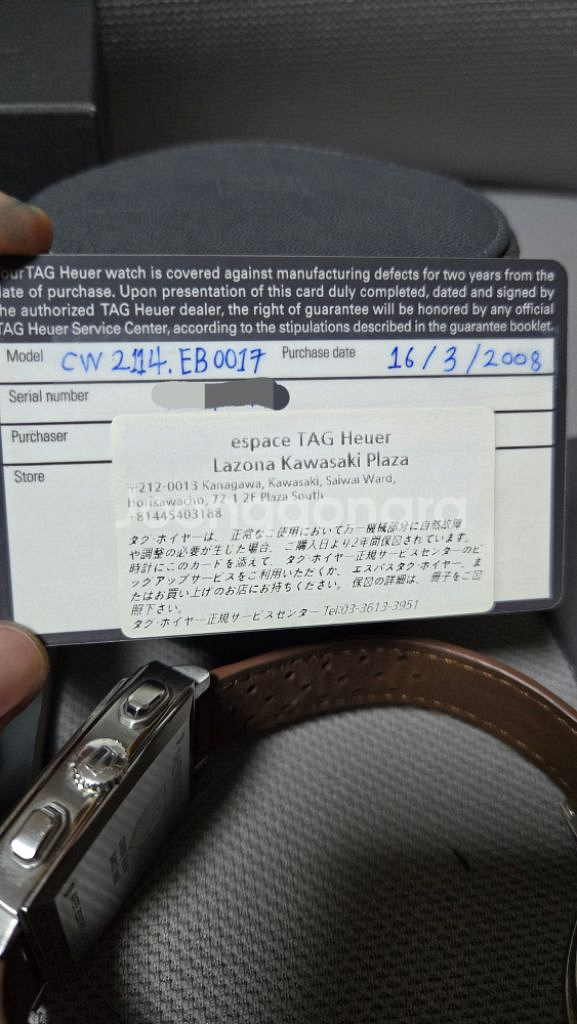 our TAG Heuer watch is covered against manufacturing defects for two years from the
date of purchase. Upon presentation of this card duly completed, dated and signed by
he authorized TAG Heuer dealer, the right of guarantee will be honored by any official
TAG Heuer Service Center, according to the stipulations described in the guarantee booklet.
Model CW2114.EB0017 Purchase date 16/3/2008
Serial number
Purchaser
Store
espace TAG Heuer
Lazona Kawasaki Plaza
〒212-0013 Kanagawa, Kawasaki, Saiwai Ward,
Horikawacho, 72-1 2F Plaza South
+81445403188
タグ・ホイヤーは、正常なご使用において万一機械部分に自然故障
や調整の必要が生じた場合、ご購入日より2年間保証されています。
時計にこのカードを添えて、タグ・ホイヤー正規サービスセンターのピ
ックアップサービスをご利用いただくか、エスパスタグ・ホイヤー、ま
たはお買い上げのお店にお持ちください。保証の詳細は、冊子をご
照下さい。
タグ・ホイヤー正規サービスセンター Tel:03-3613-3951